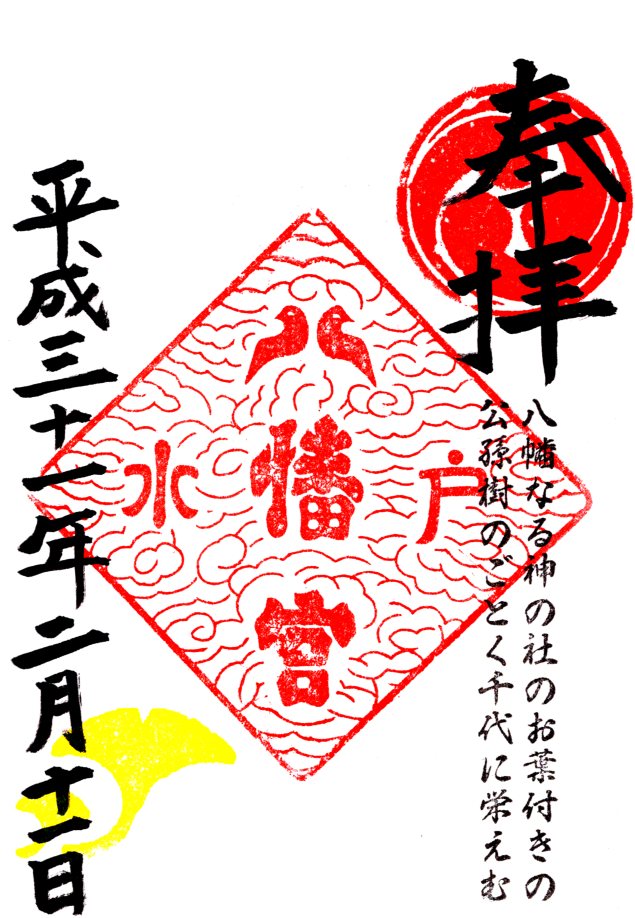 奉拝
八幡なる神の社のお葉付きの
公孫樹のごとく千代に栄えむ
水戸
八幡宮
平成三十一年二月十一日